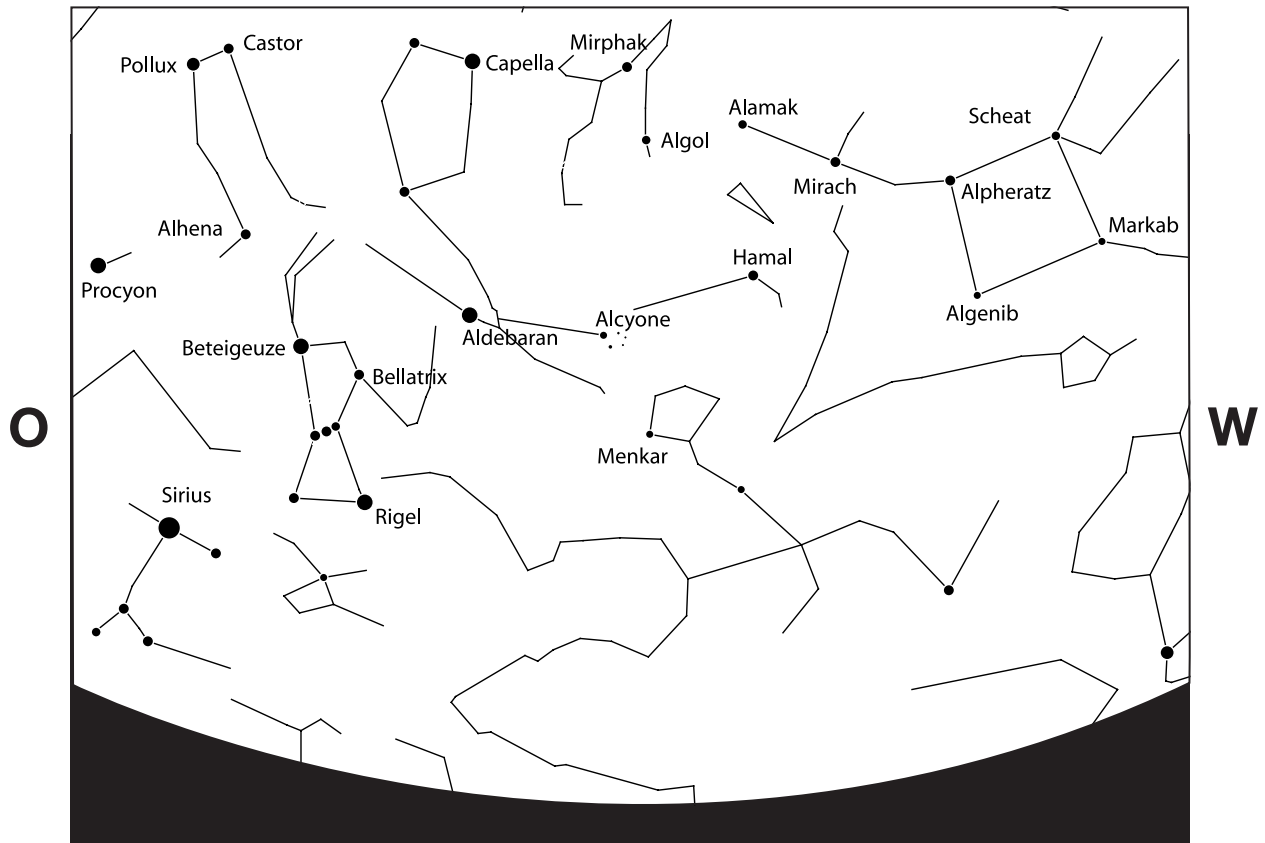 Castor
Pollux
Capella
Mirphak
Algol
Alamak
Mirach
Scheat
Alpheratz
Markab
Algenib
Alhena
Procyon
Hamal
Alcyone
Aldebaran
Beteigeuze
Bellatrix
O
W
Menkar
Sirius
Rigel